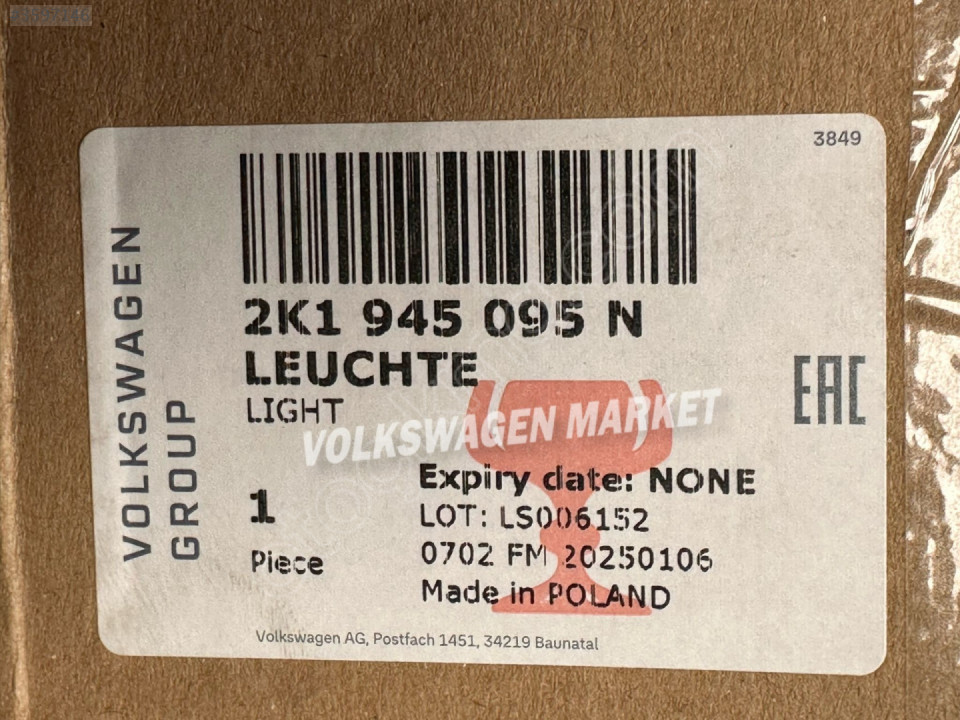 3849
VOLKSWAGEN
GROUP
2K1 945 095 N
LEUCHTE
LIGHT
EAC
VOLKSWAGEN MARKET
Expiry date: NONE
1
LOT: LS006152
Piece
0702 FM 20250106
Made in POLAND
Volkswagen AG, Postfach 1451, 34219 Baunatal